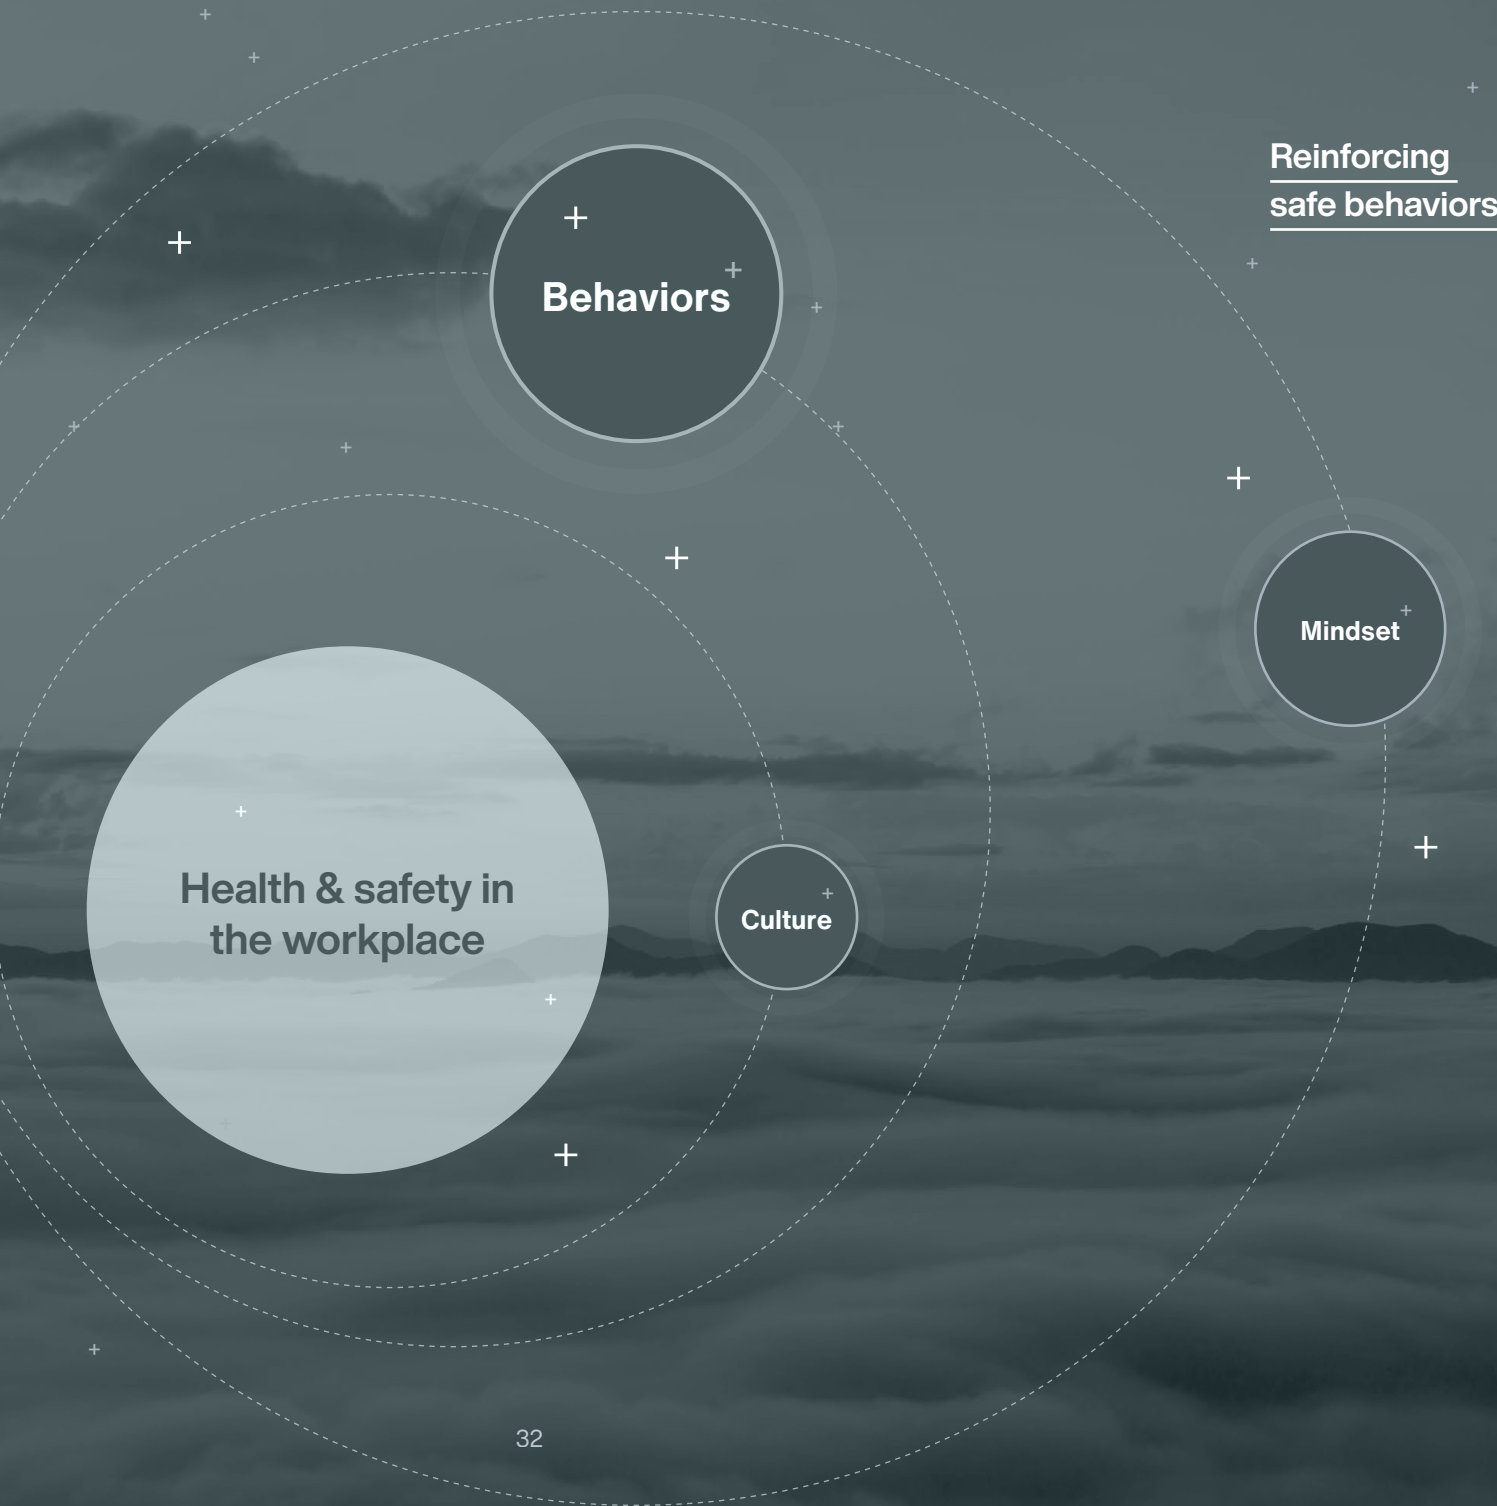 Reinforcing
safe behaviors
Behaviors
Mindset
Health & safety in
the workplace
Culture
32